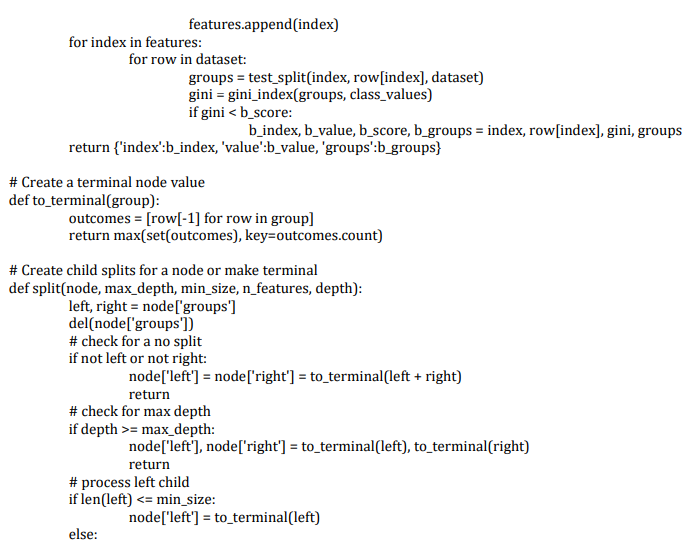 features.append(index)
for index in features:
for row in dataset:
groups = test_split(index, row[index], dataset)
gini = gini_index(groups, class_values)
if gini < b_score:
b_index, b_value, b_score, b_groups = index, row[index], gini, groups
return {'index':b_index, 'value':b_value, 'groups':b_groups}
# Create a terminal node value
def to_terminal(group):
outcomes = [row[-1] for row in group]
return max(set(outcomes), key=outcomes.count)
# Create child splits for a node or make terminal
def split(node, max_depth, min_size, n_features, depth):
left, right = node['groups']
del(node['groups'])
# check for a no split
if not left or not right:
node['left'] = node['right'] = to_terminal(left + right)
return
# check for max depth
if depth >= max_depth:
node['left'], node['right'] = to_terminal(left), to_terminal(right)
return
# process left child
if len(left) <= min_size:
node['left'] = to_terminal(left)
else: